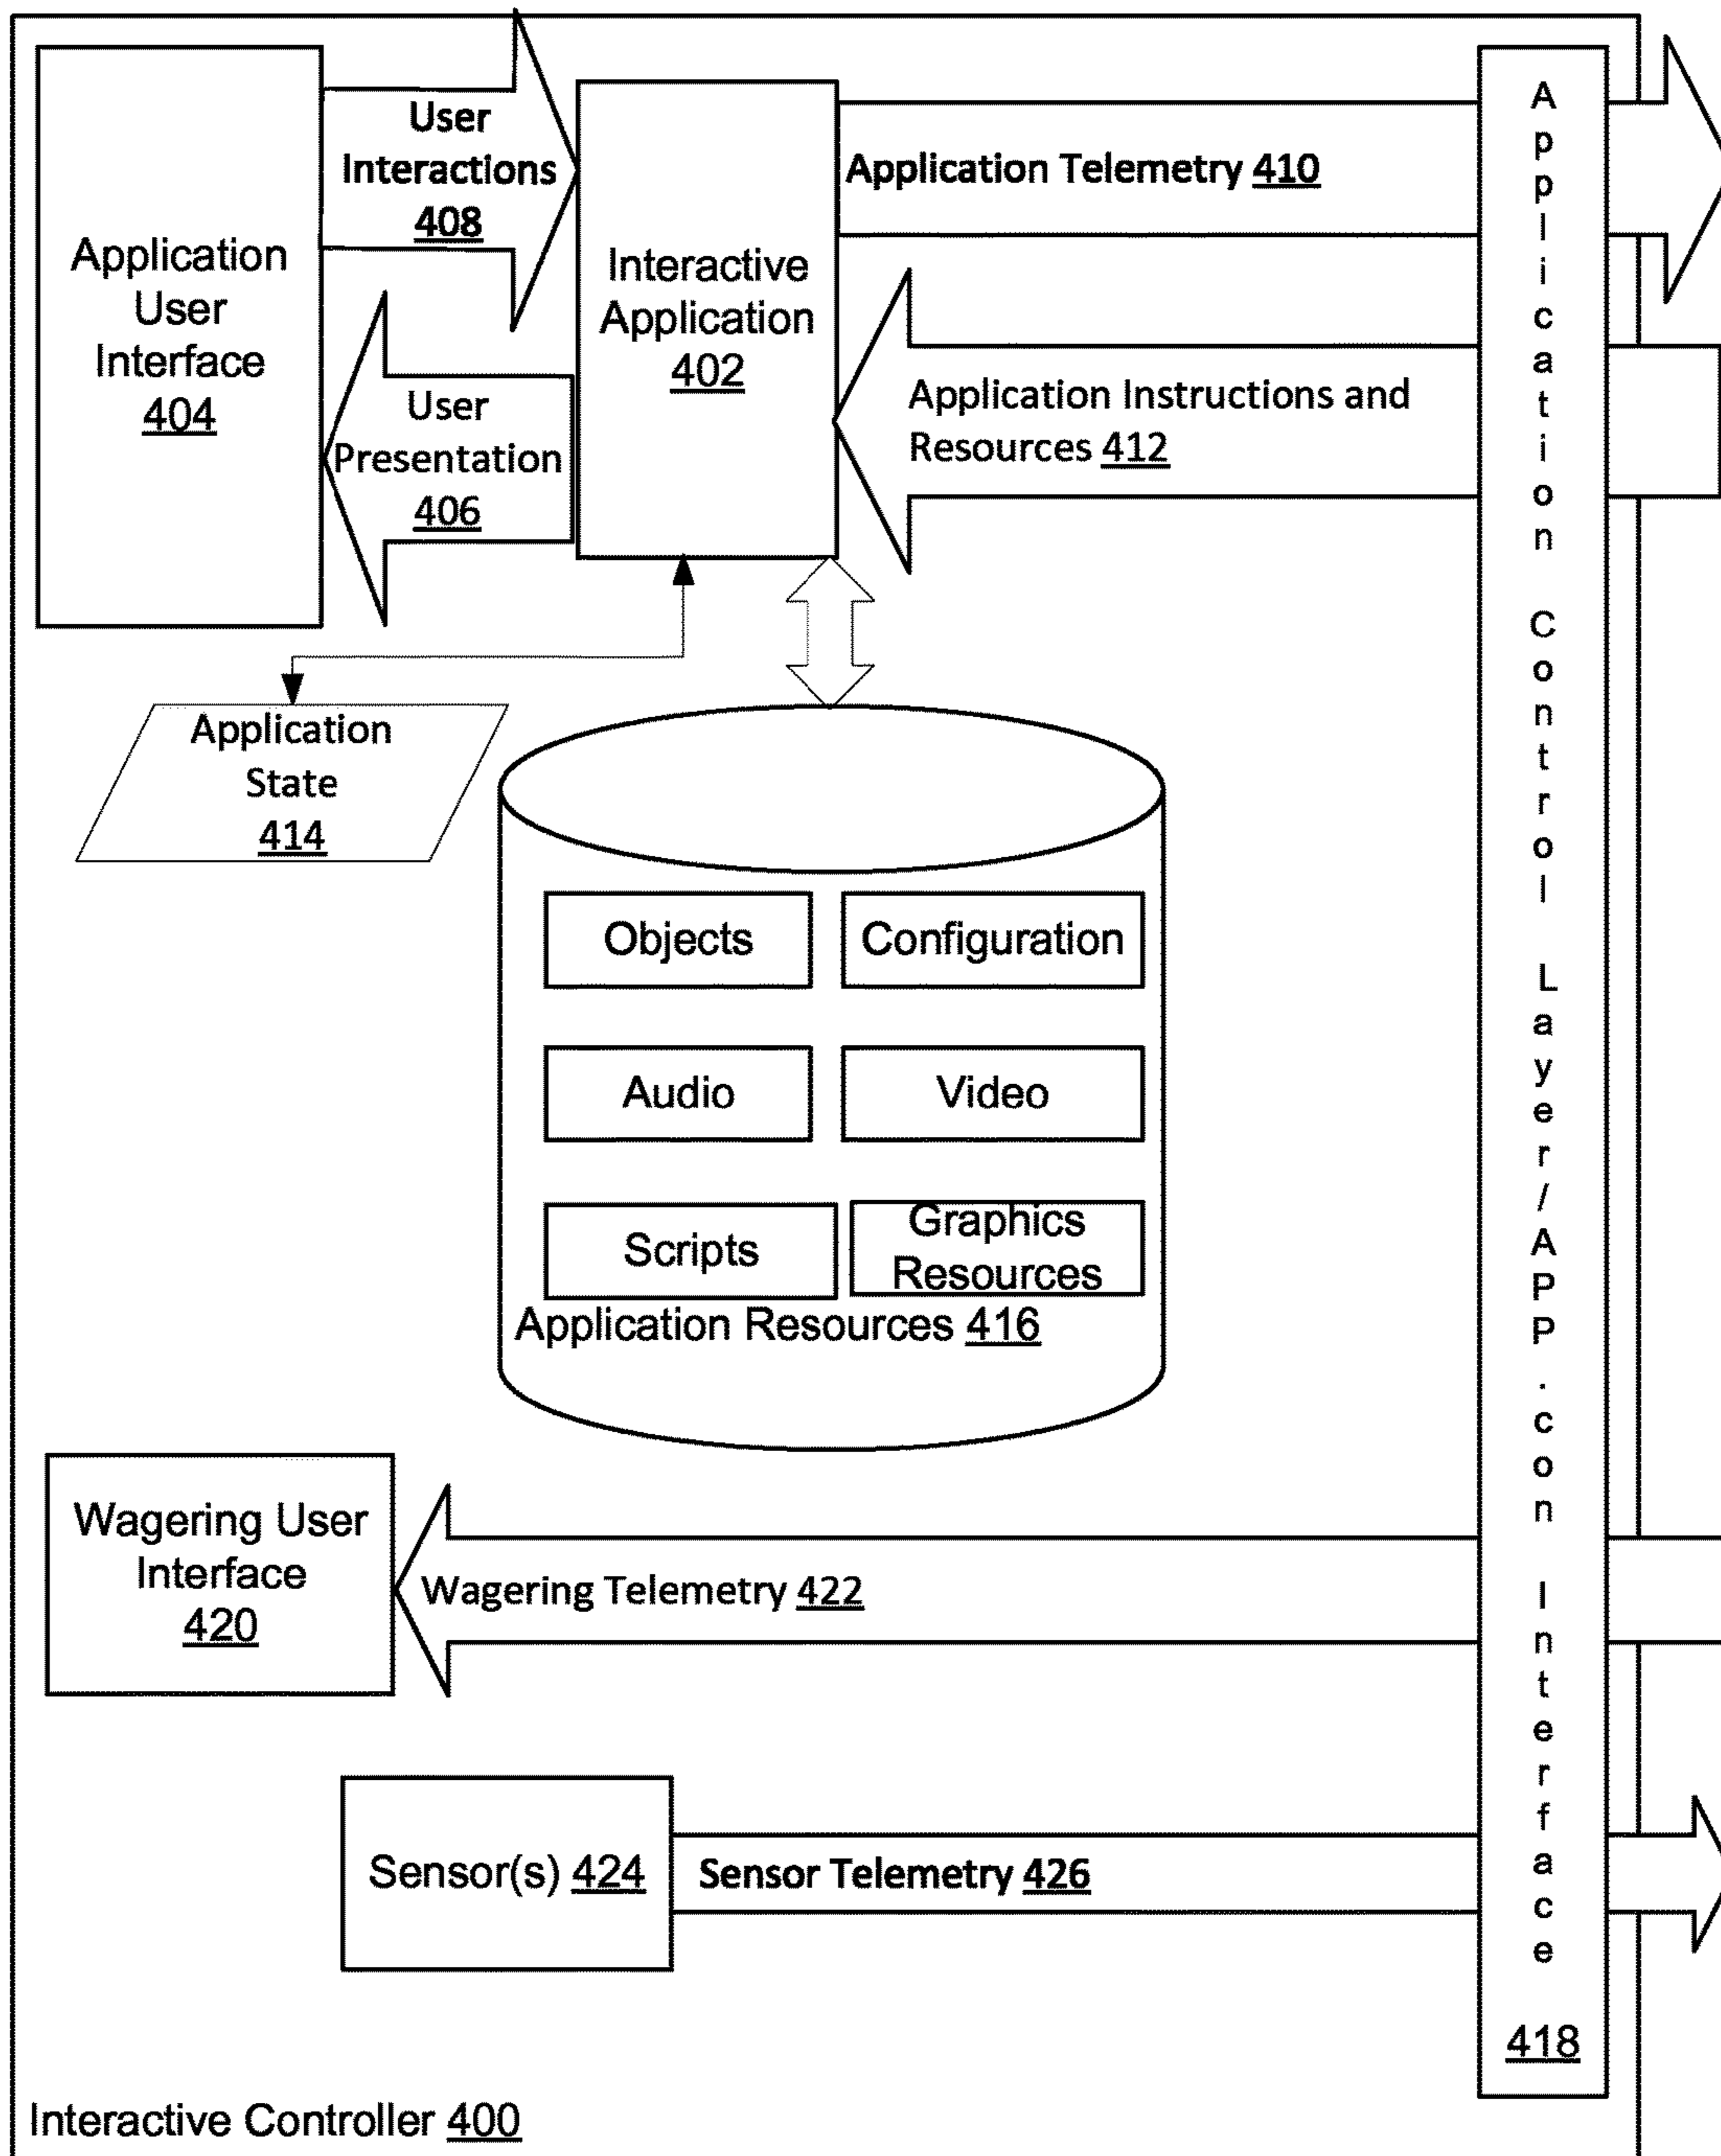 Application
User
Interface
404
User
Interactions
408
User
Presentation
406
Interactive
Application
402
Application Telemetry 410
Application Instructions and
Resources 412
Application State
414
Objects
Configuration
Audio
Video
Scripts
Graphics
Resources
Application Resources 416
Wagering User
Interface
420
Wagering Telemetry 422
Sensor(s) 424
Sensor Telemetry 426
Application Control Layer/APP.con Interface
418
Interactive Controller 400